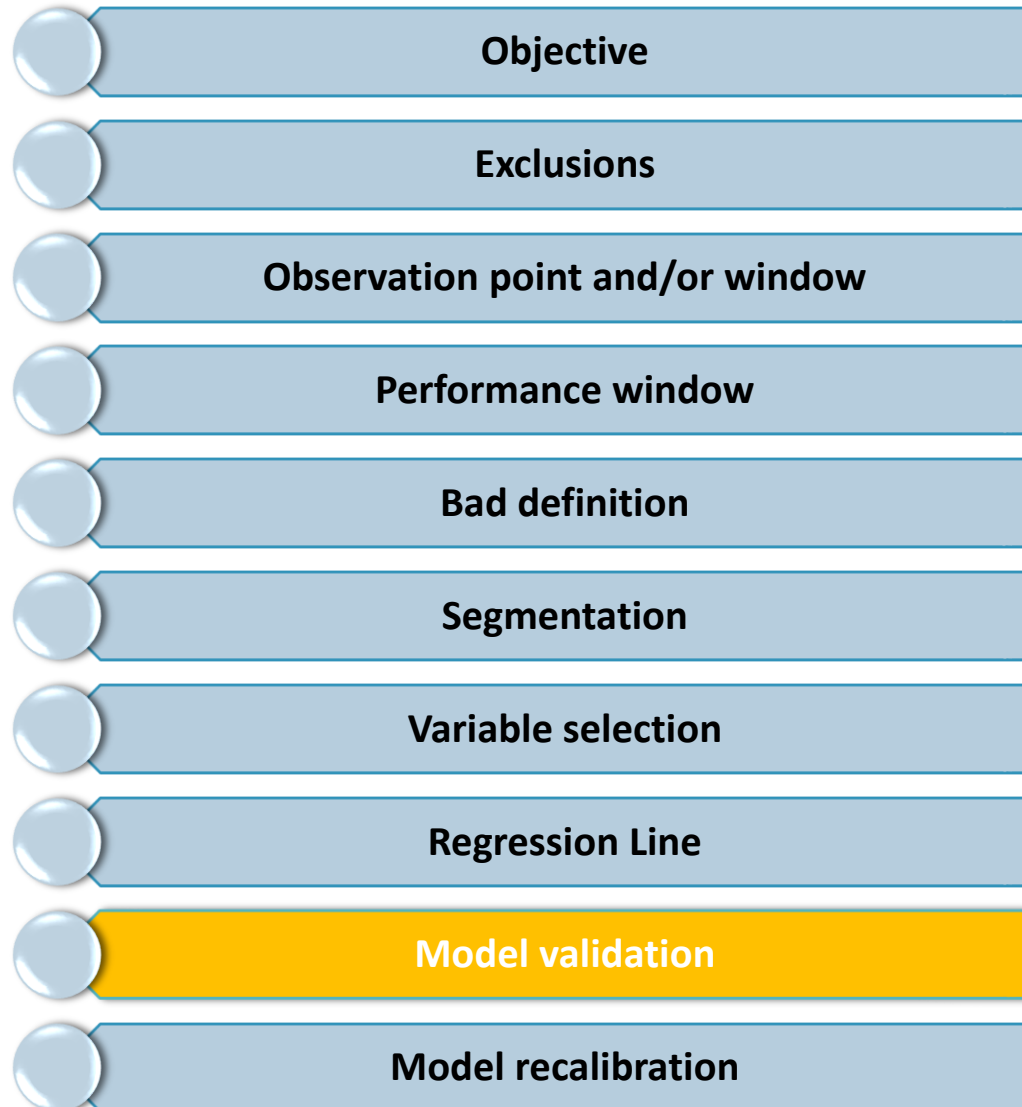 Objective
Exclusions
Observation point and/or window
Performance window
Bad definition
Segmentation
Variable selection
Regression Line
Model validation
Model recalibration